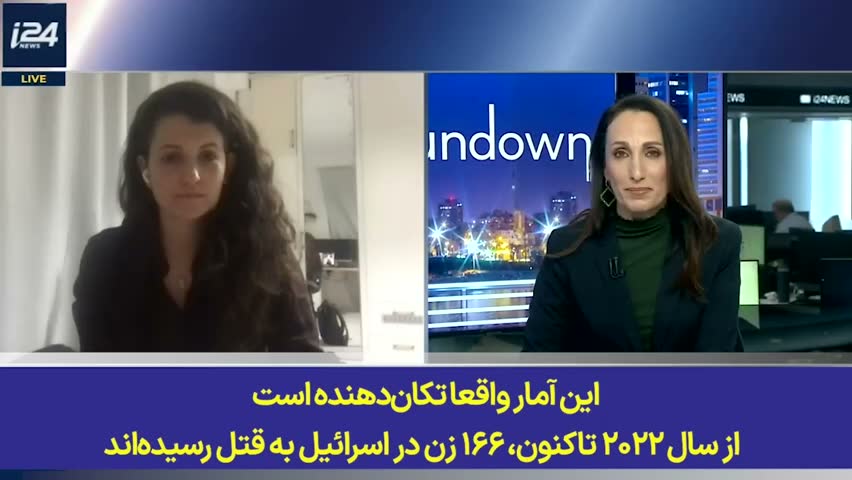 i24
NEWS
LIVE
undown
EWS
i24NEWS
این آمار واقعا تکان‌دهنده است
از سال ۲۰۲۲ تاکنون، ۱۶۶ زن در اسرائیل به قتل رسیده‌اند